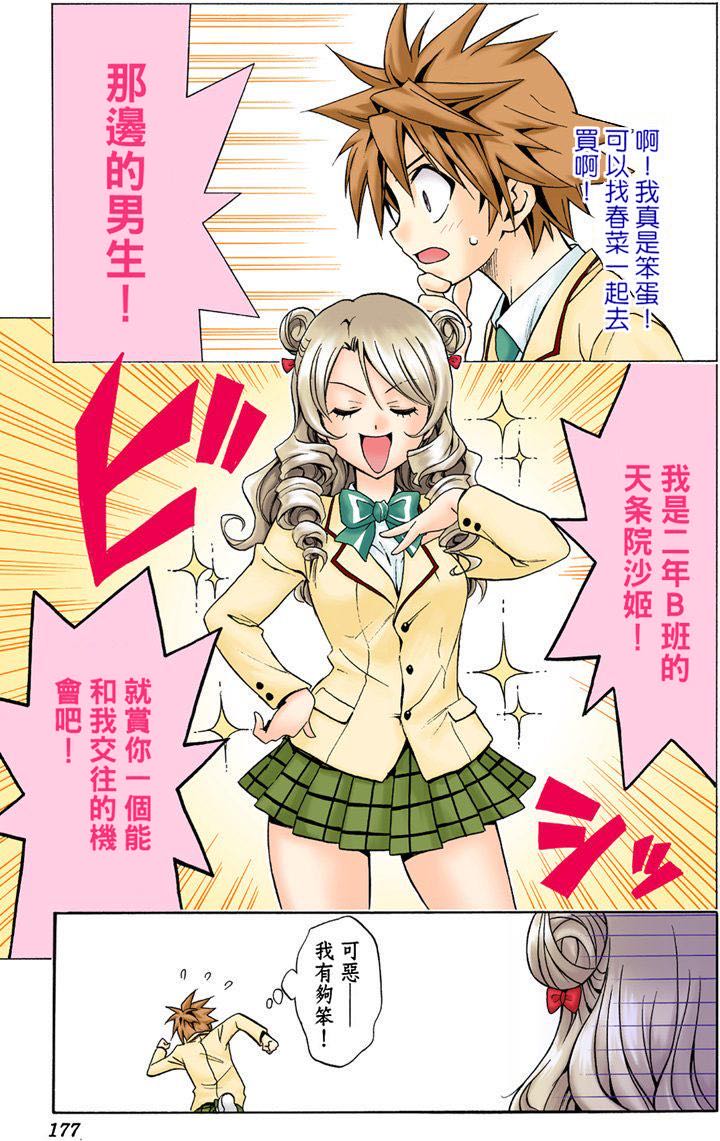 啊！我真是笨蛋！
可以找春菜一起去
買啊！
那邊的男生！
我是二年B班的
天条院沙姬！
ビシッ
就賞你一個能
和我交往的機
會吧！
可惡──
我有夠笨！
177